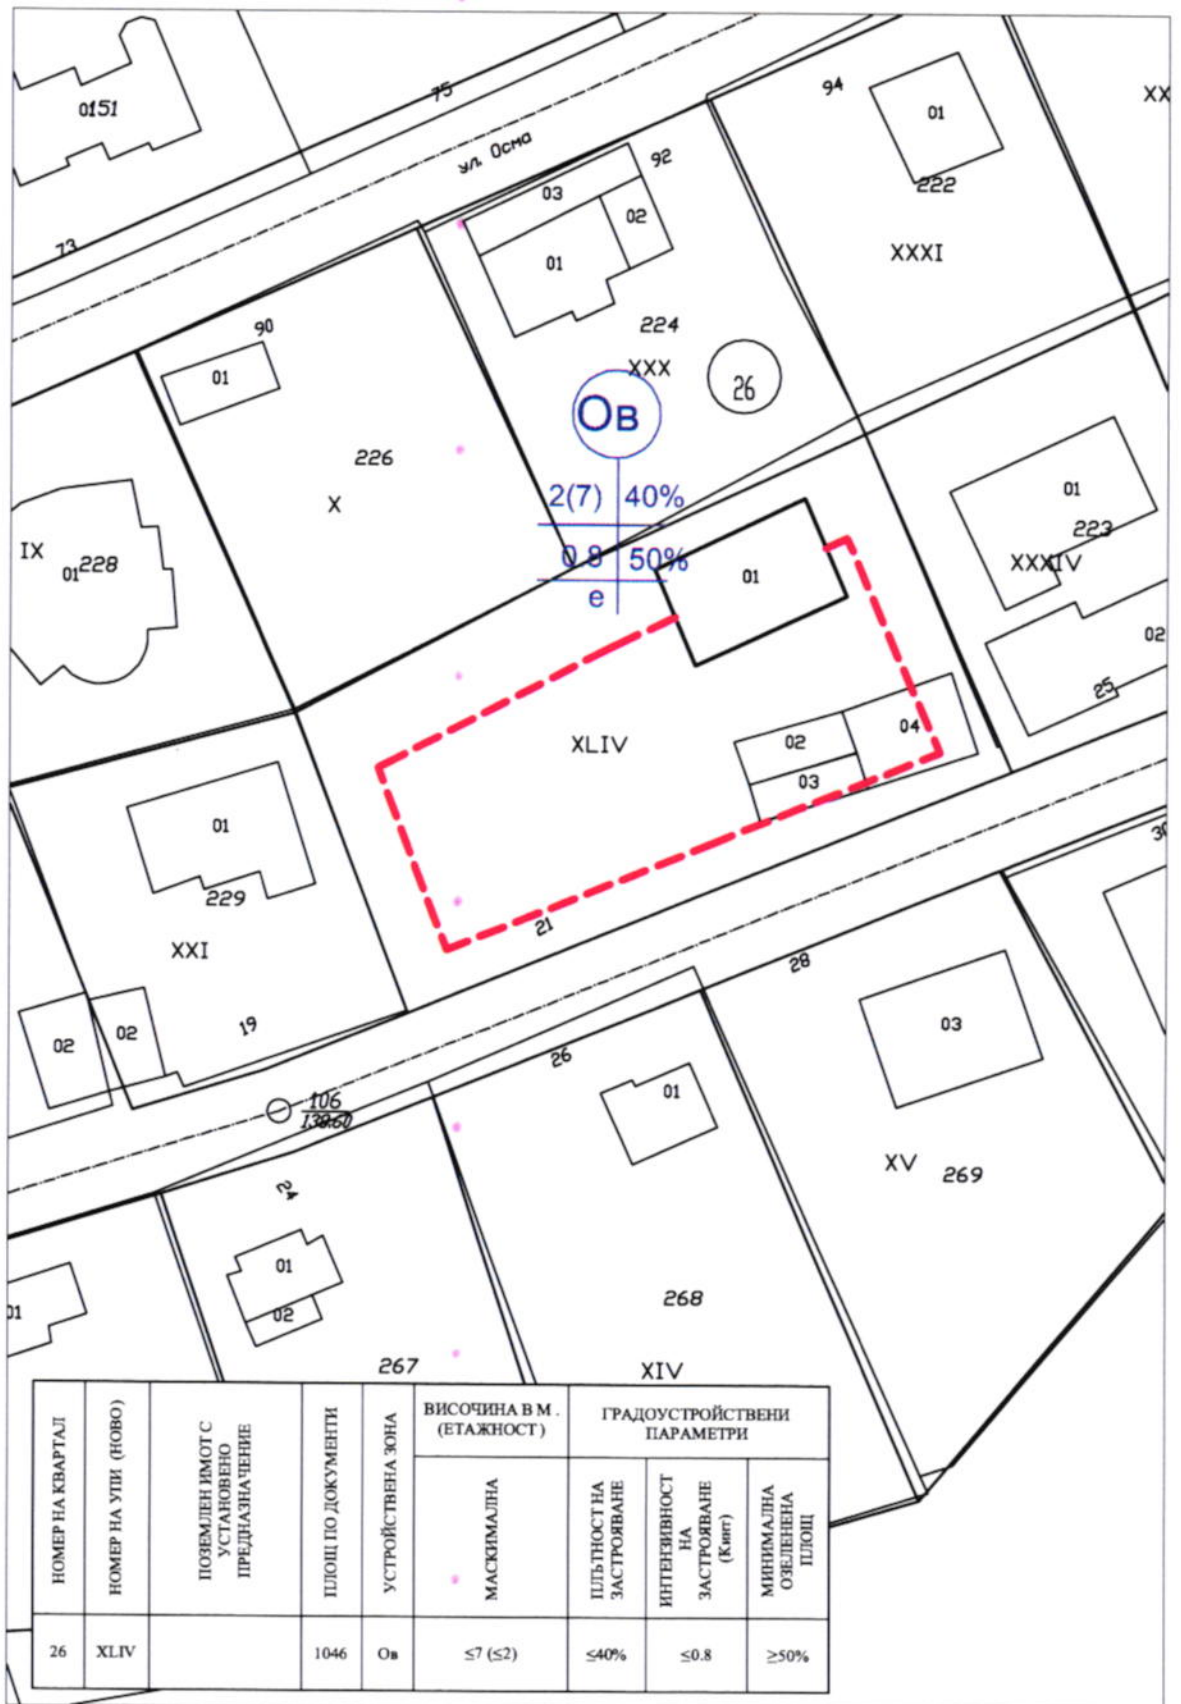 0151
75
ул. Осма
73
94
01
222
XXXI
XX
92
03
02
01
224
XXX
26
90
01
226
X
IX
01 228
Ов
2(7) 40%
0.8 50%
е
01
01
223
XXXIV
02
25
XLIV
02
03
04
21
01
229
XXI
02
02
19
106
138.60
28
30
26
01
03
XV
269
24
01
02
01
268
267
XIV
НОМЕР НА КВАРТАЛ
НОМЕР НА УПИ (НОВО)
ПОЗЕМЛЕН ИМОТ С
УСТАНОВЕНО
ПРЕДНАЗНАЧЕНИЕ
ПЛОЩ ПО ДОКУМЕНТИ
УСТРОЙСТВЕНА ЗОНА
ВИСОЧИНА В М .
(ЕТАЖНОСТ)
МАСКИМАЛНА
ГРАДОУСТРОЙСТВЕНИ
ПАРАМЕТРИ
ПЛЪТНОСТ НА
ЗАСТРОЯВАНЕ
ИНТЕНЗИВНОСТ
НА
ЗАСТРОЯВАНЕ
(Кинт)
МИНИМАЛНА
ОЗЕЛЕНЕНА
ПЛОЩ
26 XLIV 1046 Ов ≤7 (≤2) ≤40% ≤0.8 ≥50%